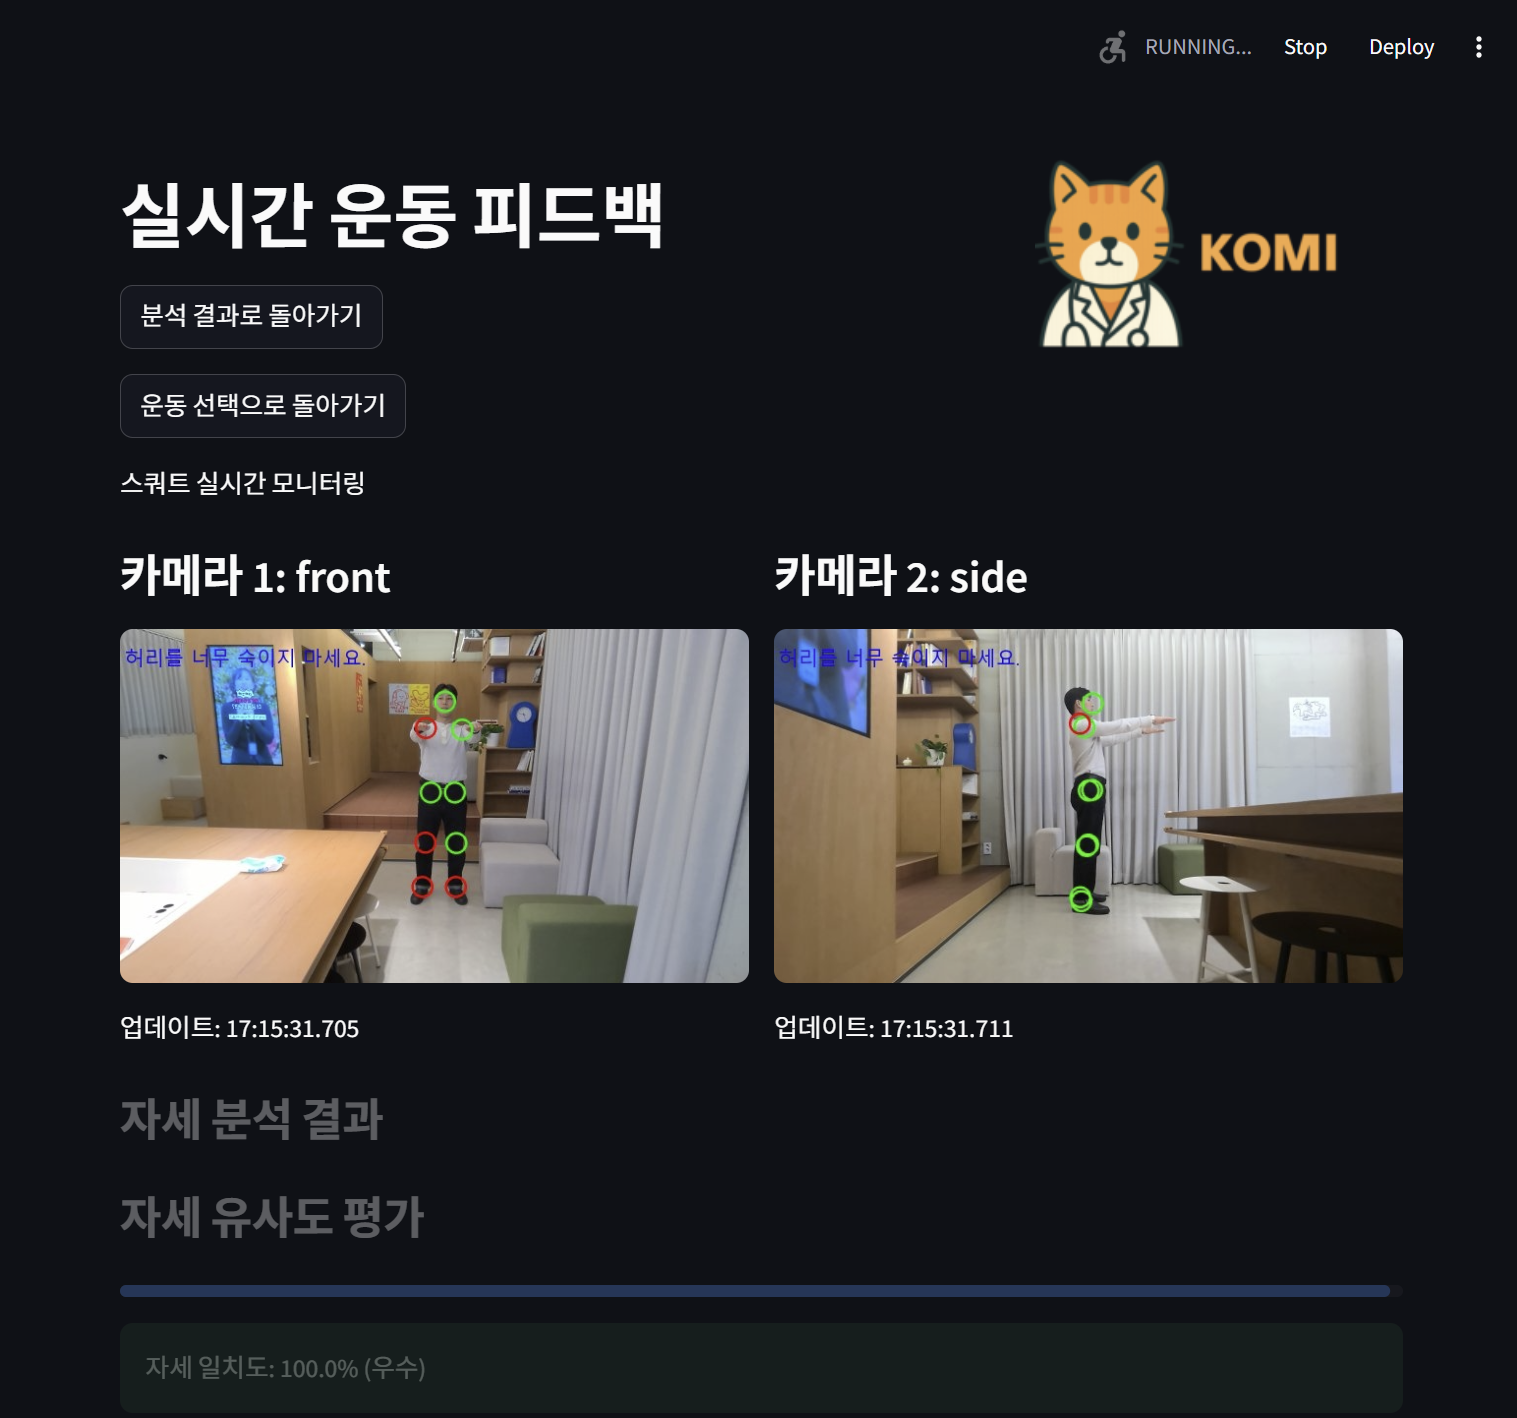 RUNNING...
Stop
Deploy
실시간 운동 피드백
KOMI
분석 결과로 돌아가기
운동 선택으로 돌아가기
스쿼트 실시간 모니터링
카메라 1: front
카메라 2: side
허리를 너무 숙이지 마세요.
허리를 너무 숙이지 마세요.
업데이트: 17:15:31.705
업데이트: 17:15:31.711
자세 분석 결과
자세 유사도 평가
자세 일치도: 100.0% (우수)